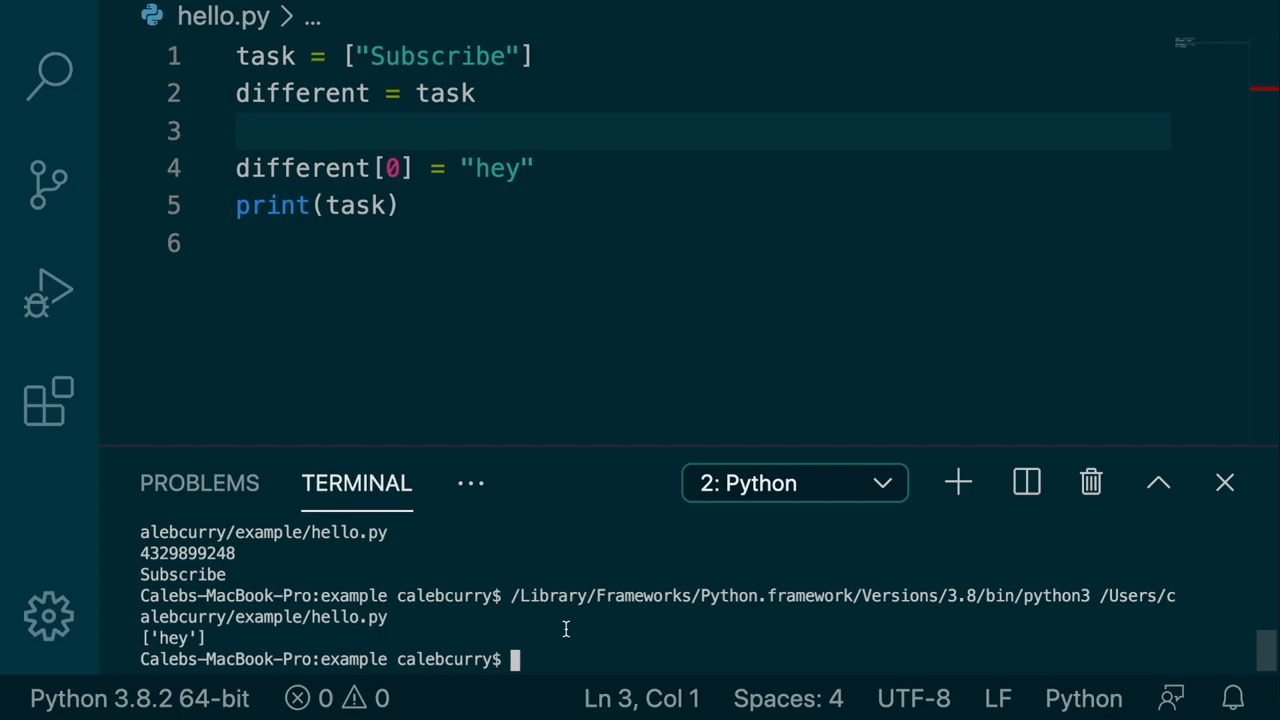 hello.py > ...
1 task = ["Subscribe"]
2 different = task
3
4 different[0] = "hey"
5 print(task)
6
PROBLEMS TERMINAL ... 2: Python
alebcurry/example/hello.py
4329899248
Subscribe
Calebs-MacBook-Pro:example calebcurry$ /Library/Frameworks/Python.framework/Versions/3.8/bin/python3 /Users/c
alebcurry/example/hello.py
['hey']
Calebs-MacBook-Pro:example calebcurry$
Python 3.8.2 64-bit 0 0 Ln 3, Col 1 Spaces: 4 UTF-8 LF Python